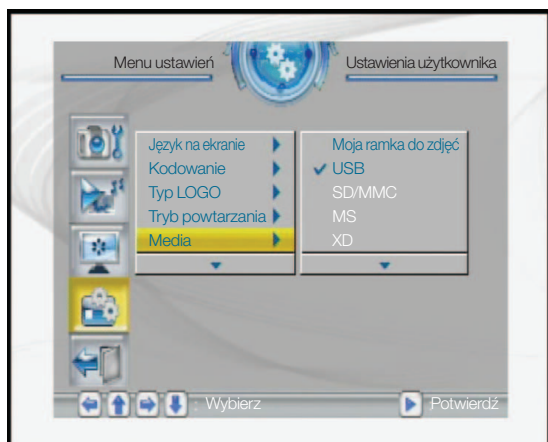 Menu ustawień
Ustawienia użytkownika
Język na ekranie
Kodowanie
Typ LOGO
Tryb powtarzania
Media
Moja ramka do zdjęć
USB
SD/MMC
MS
XD
: Wybierz
Potwierdź